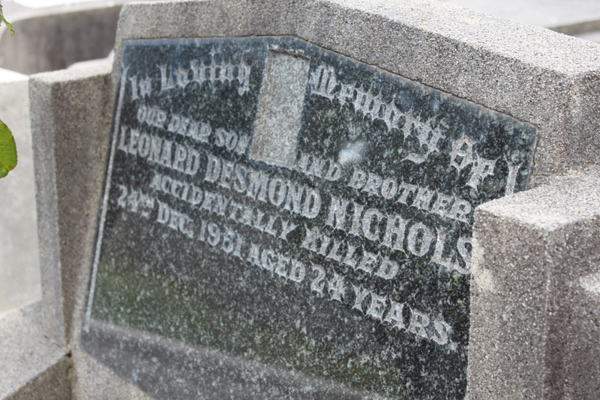 In Loving Memory Of
OUR DEAR SON AND BROTHER
LEONARD DESMOND NICHOLS
ACCIDENTALLY KILLED
24TH DEC. 1931 AGED 24 YEARS.